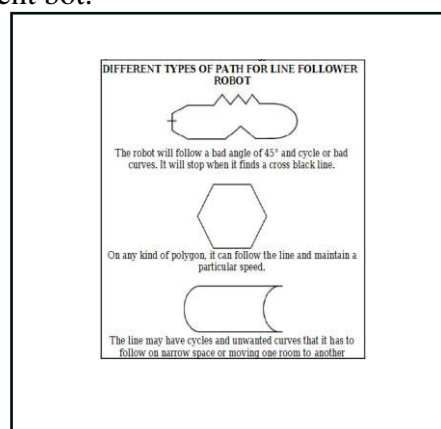 ent bot.
DIFFERENT TYPES OF PATH FOR LINE FOLLOWER
ROBOT
The robot will follow a bad angle of 45° and cycle or bad
curves. It will stop when it finds a cross black line.
On any kind of polygon, it can follow the line and maintain a
particular speed.
The line may have cycles and unwanted curves that it has to
follow on narrow space or moving one room to another